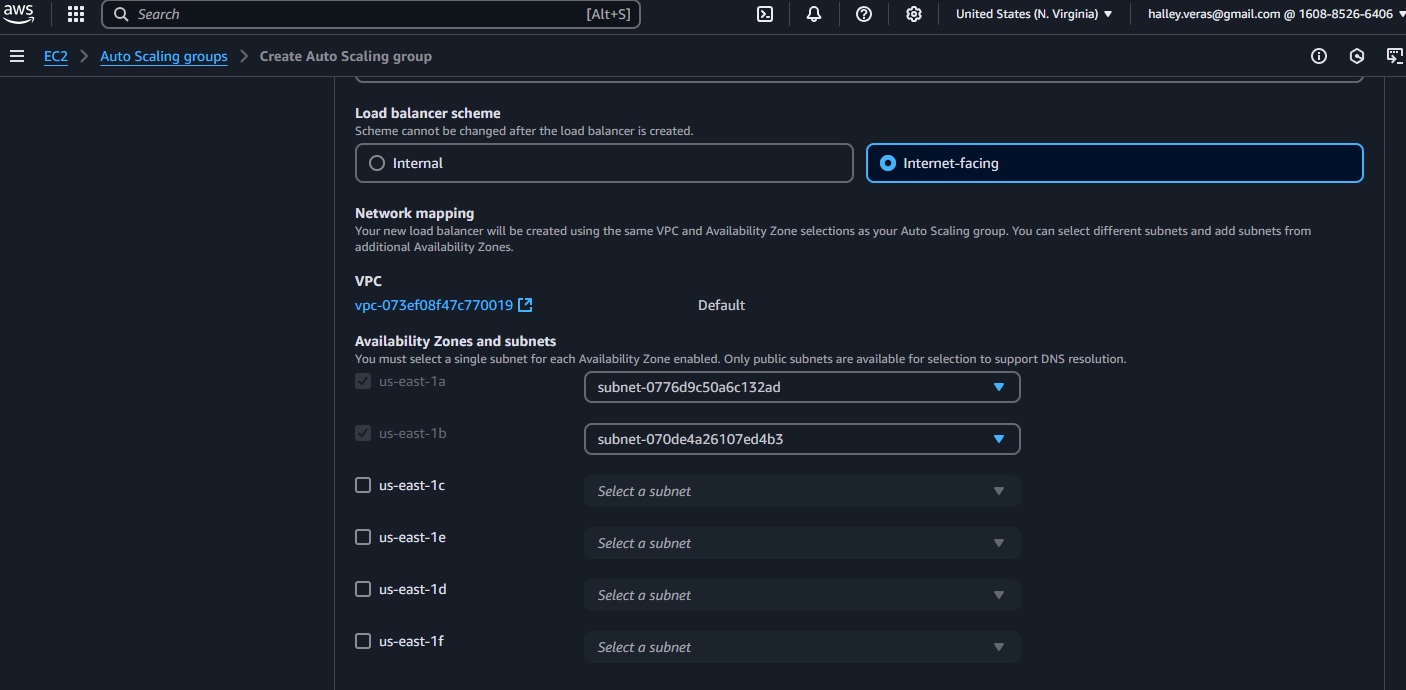 aws
Search [Alt+S] United States (N. Virginia) halley.veras@gmail.com @ 1608-8526-6406
EC2 Auto Scaling groups Create Auto Scaling group
Load balancer scheme
Scheme cannot be changed after the load balancer is created.
Internal Internet-facing
Network mapping
Your new load balancer will be created using the same VPC and Availability Zone selections as your Auto Scaling group. You can select different subnets and add subnets from
additional Availability Zones.
VPC
vpc-073ef08f47c770019 Default
Availability Zones and subnets
You must select a single subnet for each Availability Zone enabled. Only public subnets are available for selection to support DNS resolution.
us-east-1a subnet-0776d9c50a6c132ad
us-east-1b subnet-070de4a26107ed4b3
us-east-1c Select a subnet
us-east-1e Select a subnet
us-east-1d Select a subnet
us-east-1f Select a subnet